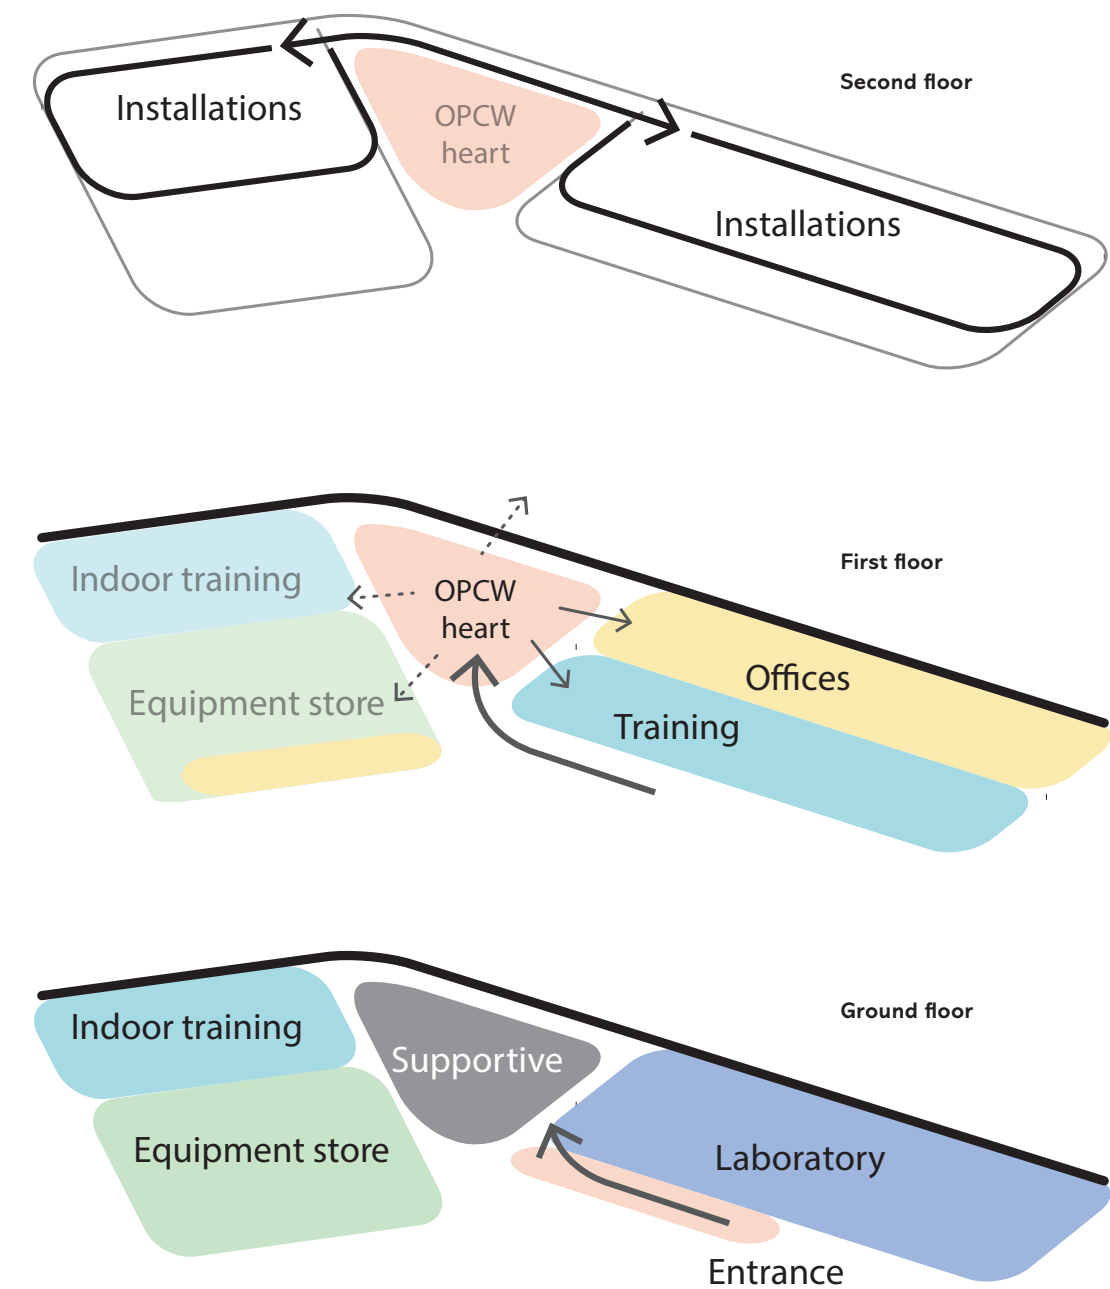 Second floor
Installations
OPCW
heart
Installations
First floor
Indoor training
OPCW
heart
Offices
Equipment store
Training
Ground floor
Indoor training
Supportive
Equipment store
Laboratory
Entrance